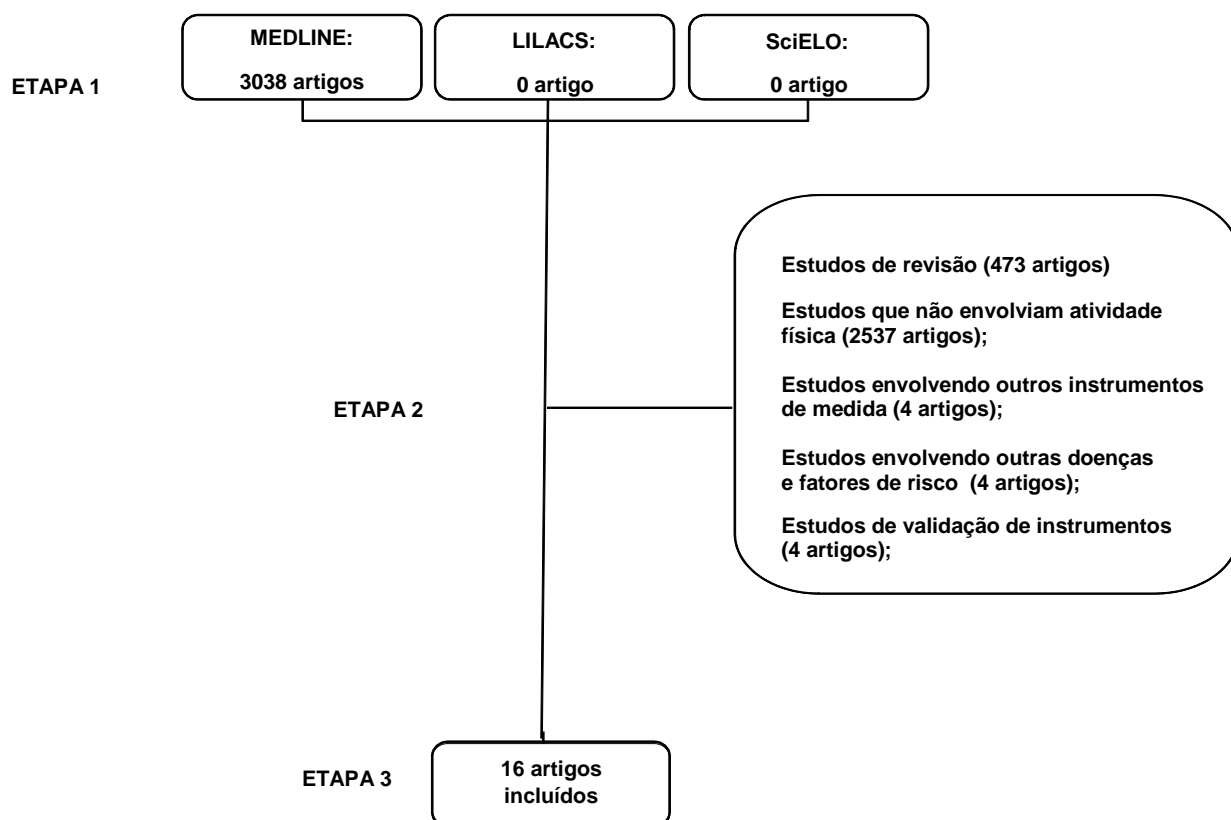 MEDLINE:
3038 artigos
LILACS:
0 artigo
SciELO:
0 artigo
ETAPA 1
Estudos de revisão (473 artigos)
Estudos que não envolviam atividade
física (2537 artigos);
Estudos envolvendo outros instrumentos
de medida (4 artigos);
Estudos envolvendo outras doenças
e fatores de risco (4 artigos);
Estudos de validação de instrumentos
(4 artigos);
ETAPA 2
ETAPA 3
16 artigos
incluídos